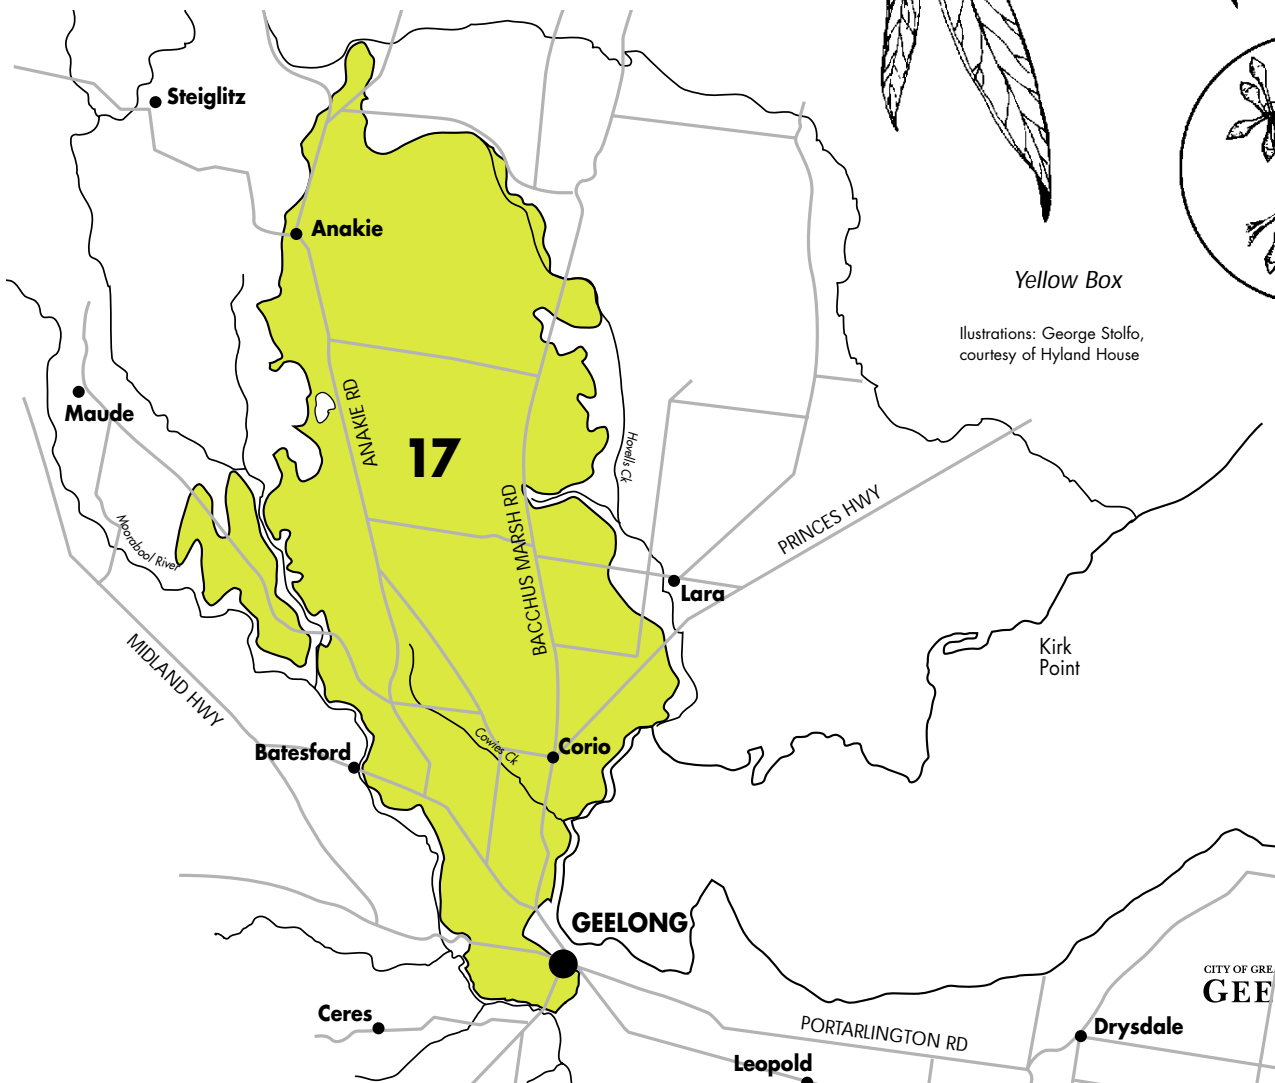 Steiglitz
Anakie
Yellow Box
Ilustrations: George Stolfo,
courtesy of Hyland House
Maude
ANAKIE RD
17
Hovells Ck
BACCHUS MARSH RD
PRINCES HWY
Moorabool River
Lara
MIDLAND HWY
Kirk
Point
Cowies Ck
Corio
Batesford
GEELONG
CITY OF GRE
GEE
Ceres
PORTARLINGTON RD
Drysdale
Leopold